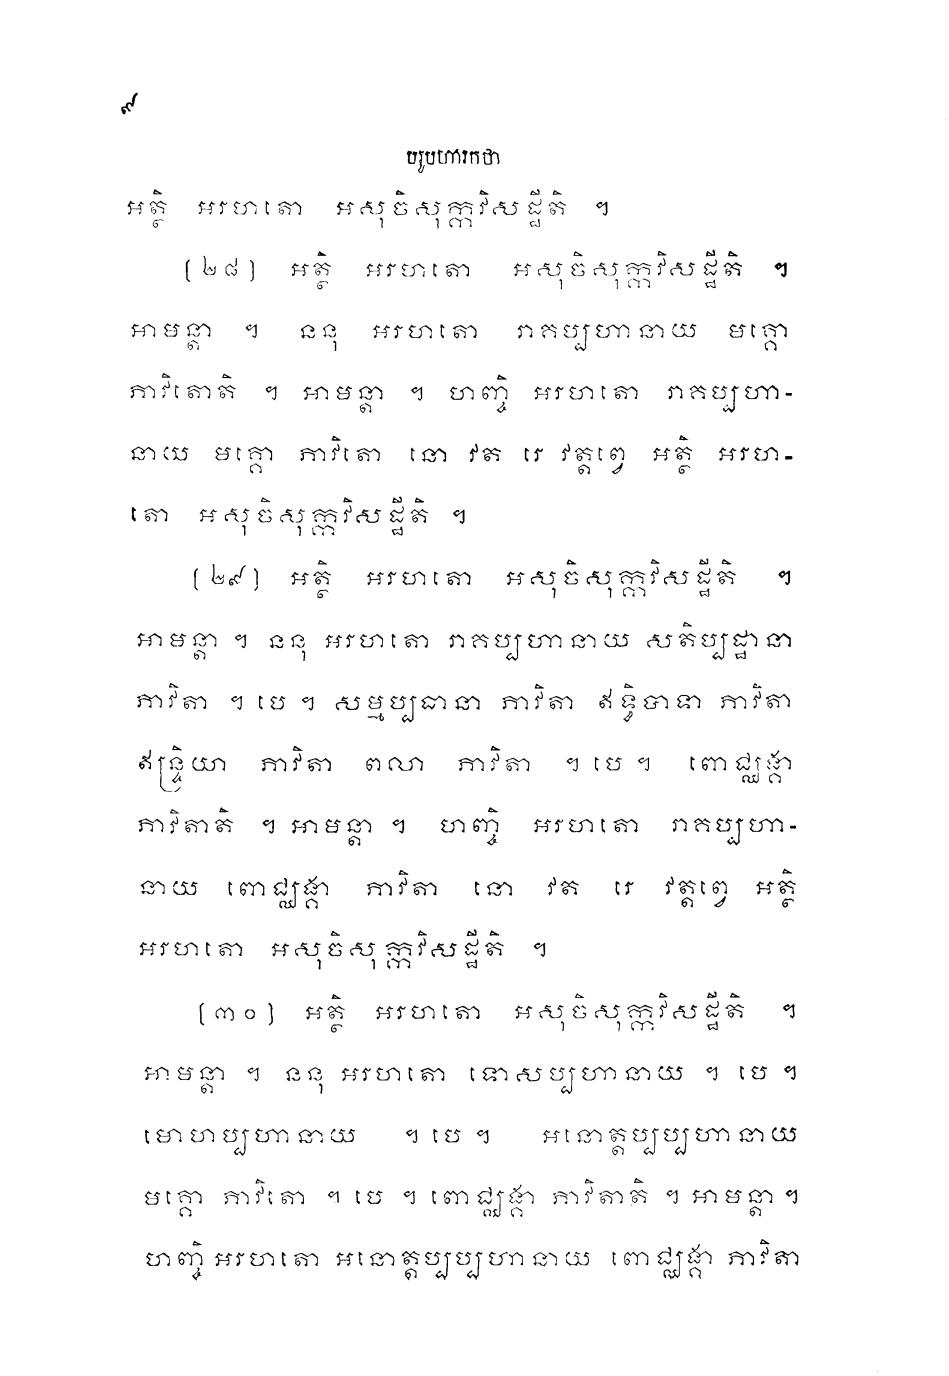 ៩
បរូបហារកថា
អត្ថិ អរហតោ អសុចិសុក្កវិសដ្ឋីតិ ។
(២៨) អត្ថិ អរហតោ អសុចិសុក្កវិសដ្ឋីតិ ។
អាមន្តា ។ ននុ អរហតោ រាគប្បហានាយ មគ្គោ
ភាវិតោតិ ។ អាមន្តា ។ ហញ្ចិ អរហតោ រាគប្បហា-
នាយ មគ្គោ ភាវិតោ នោ វត រេ វត្តព្វេ អត្ថិ អរហ-
តោ អសុចិសុក្កវិសដ្ឋីតិ ។
(២៩) អត្ថិ អរហតោ អសុចិសុក្កវិសដ្ឋីតិ ។
អាមន្តា ។ ននុ អរហតោ រាគប្បហានាយ សតិប្បដ្ឋានា
ភាវិតា ។ បេ ។ សម្មប្បធានា ភាវិតា ឥទ្ធិបាទា ភាវិតា
ឥន្ទ្រិយា ភាវិតា ពលា ភាវិតា ។ បេ ។ ពោជ្ឈង្គា
ភាវិតាតិ ។ អាមន្តា ។ ហញ្ចិ អរហតោ រាគប្បហា-
នាយ ពោជ្ឈង្គា ភាវិតា នោ វត រេ វត្តព្វេ អត្ថិ
អរហតោ អសុចិសុក្កវិសដ្ឋីតិ ។
(៣០) អត្ថិ អរហតោ អសុចិសុក្កវិសដ្ឋីតិ ។
អាមន្តា ។ ននុ អរហតោ ទោសប្បហានាយ ។ បេ ។
មោហប្បហានាយ ។ បេ ។ អនោត្តប្បប្បហានាយ
មគ្គោ ភាវិតោ ។ បេ ។ ពោជ្ឈង្គា ភាវិតាតិ ។ អាមន្តា ។
ហញ្ចិ អរហតោ អនោត្តប្បប្បហានាយ ពោជ្ឈង្គា ភាវិតា